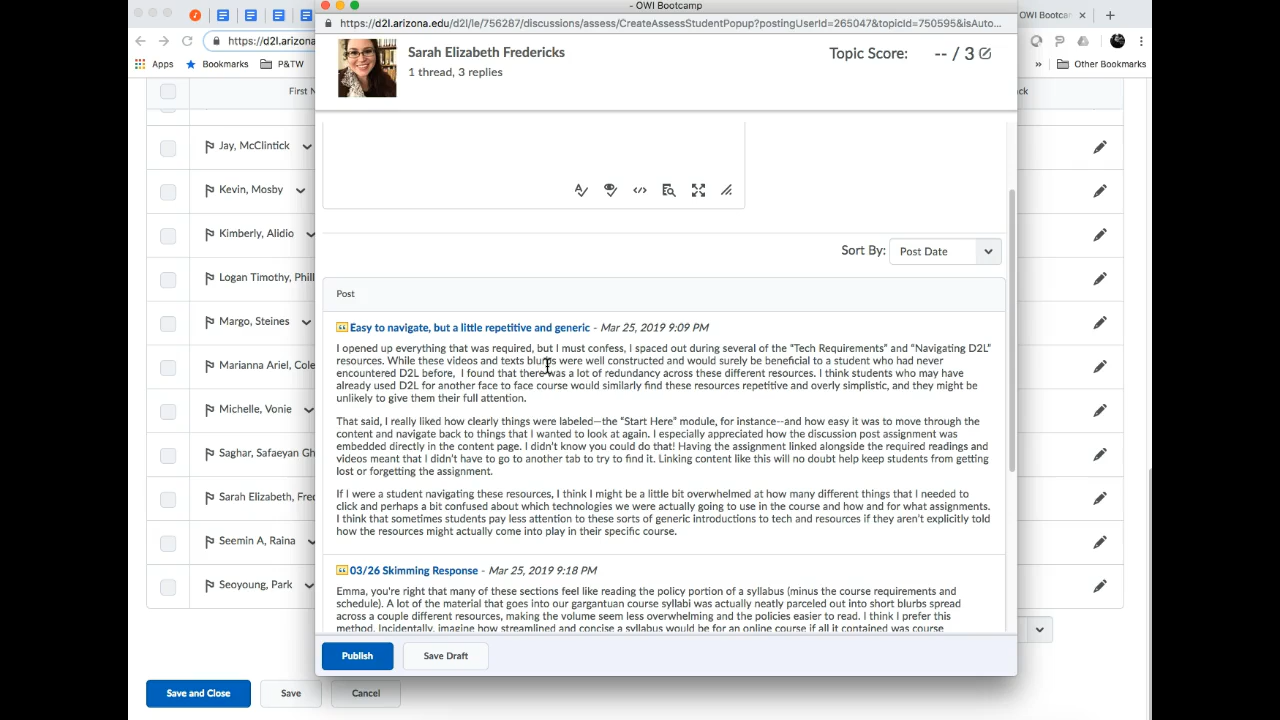 - OWI Bootcamp
https://d2l.arizona.edu/d2l/le/756287/discussions/assess/CreateAssessStudentPopup?postingUserId=265047&topicId=750595&isAuto...
OWI Bootcam
https://d2l.arizona
Apps
Bookmarks
P&TW
»
Other Bookmarks
Sarah Elizabeth Fredericks
1 thread, 3 replies
Topic Score:
-- / 3
First N
ck
Jay, McClintick
Kevin, Mosby
Kimberly, Alidio
Logan Timothy, Phill
Margo, Steines
Marianna Ariel, Cole
Michelle, Vonie
Saghar, Safaeyan Gh
Sarah Elizabeth, Fred
Seemin A, Raina
Seoyoung, Park
Sort By:
Post Date
Post
Easy to navigate, but a little repetitive and generic - Mar 25, 2019 9:09 PM
I opened up everything that was required, but I must confess, I spaced out during several of the "Tech Requirements" and "Navigating D2L"
resources. While these videos and texts blurbs were well constructed and would surely be beneficial to a student who had never
encountered D2L before, I found that there was a lot of redundancy across these different resources. I think students who may have
already used D2L for another face to face course would similarly find these resources repetitive and overly simplistic, and they might be
unlikely to give them their full attention.
That said, I really liked how clearly things were labeled—the "Start Here" module, for instance--and how easy it was to move through the
content and navigate back to things that I wanted to look at again. I especially appreciated how the discussion post assignment was
embedded directly in the content page. I didn't know you could do that! Having the assignment linked alongside the required readings and
videos meant that I didn't have to go to another tab to try to find it. Linking content like this will no doubt help keep students from getting
lost or forgetting the assignment.
If I were a student navigating these resources, I think I might be a little bit overwhelmed at how many different things that I needed to
click and perhaps a bit confused about which technologies we were actually going to use in the course and how and for what assignments.
I think that sometimes students pay less attention to these sorts of generic introductions to tech and resources if they aren't explicitly told
how the resources might actually come into play in their specific course.
03/26 Skimming Response - Mar 25, 2019 9:18 PM
Emma, you're right that many of these sections feel like reading the policy portion of a syllabus (minus the course requirements and
schedule). A lot of the material that goes into our gargantuan course syllabi was actually neatly parceled out into short blurbs spread
across a couple different resources, making the volume seem less overwhelming and the policies easier to read. I think I prefer this
method. Incidentally, imagine how streamlined and concise a syllabus would be for an online course if all it contained was course
Publish
Save Draft
Save and Close
Save
Cancel